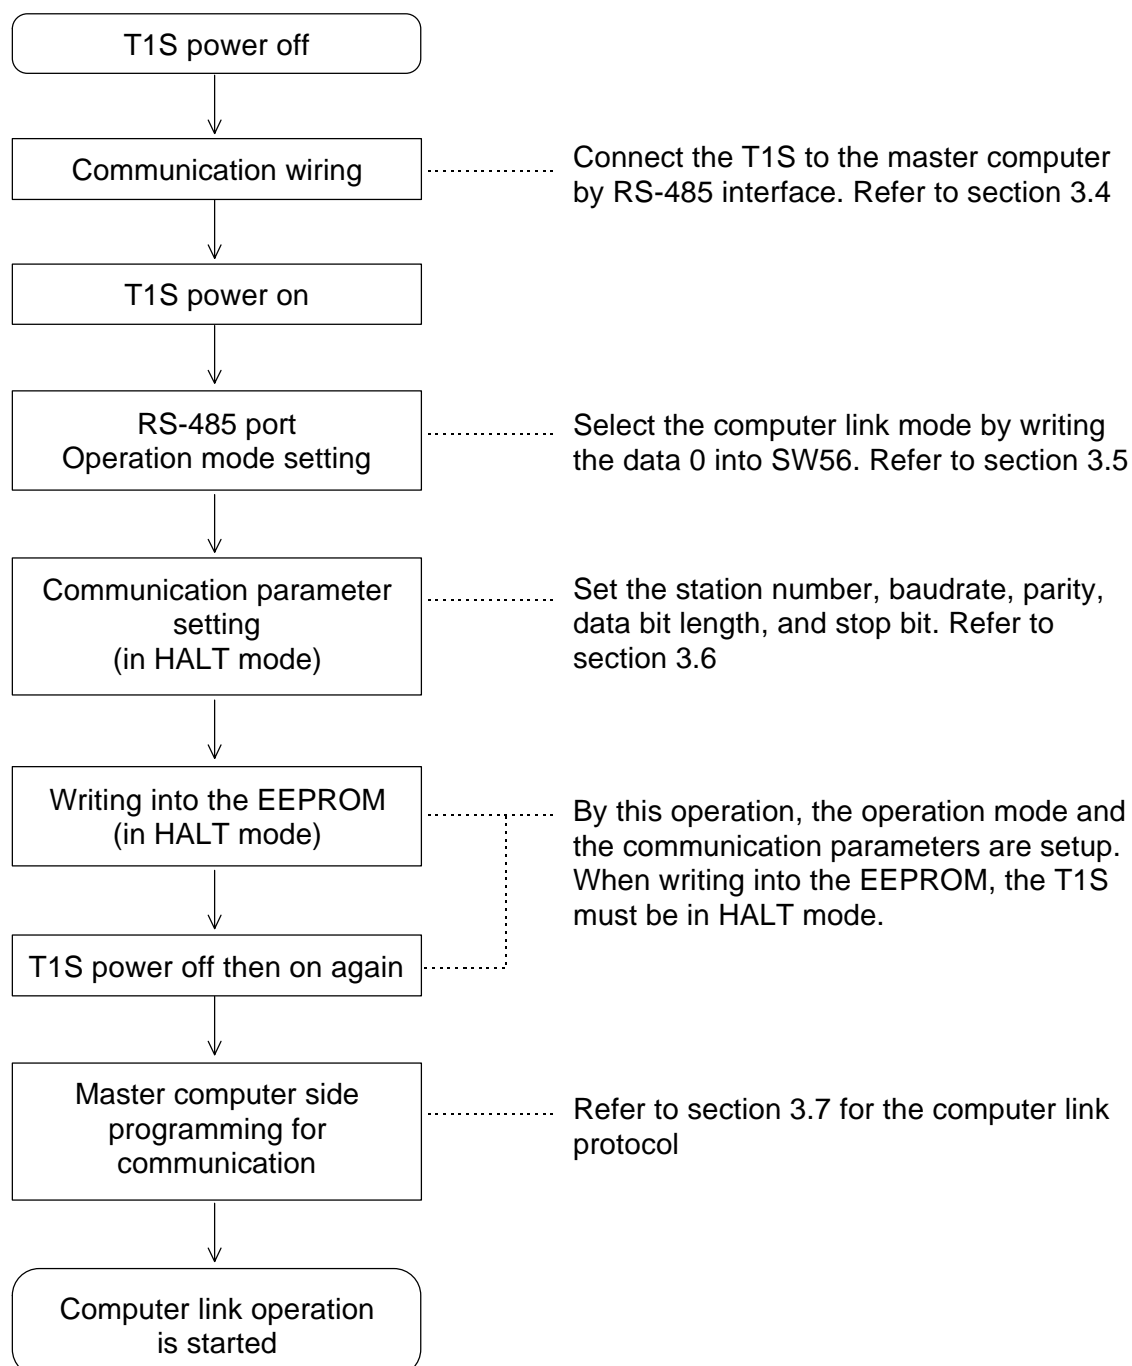 T1S power off
Communication wiring
Connect the T1S to the master computer
by RS-485 interface. Refer to section 3.4
T1S power on
RS-485 port
Operation mode setting
Select the computer link mode by writing
the data 0 into SW56. Refer to section 3.5
Communication parameter
setting
(in HALT mode)
Set the station number, baudrate, parity,
data bit length, and stop bit. Refer to
section 3.6
Writing into the EEPROM
(in HALT mode)
By this operation, the operation mode and
the communication parameters are setup.
When writing into the EEPROM, the T1S
must be in HALT mode.
T1S power off then on again
Master computer side
programming for
communication
Refer to section 3.7 for the computer link
protocol
Computer link operation
is started